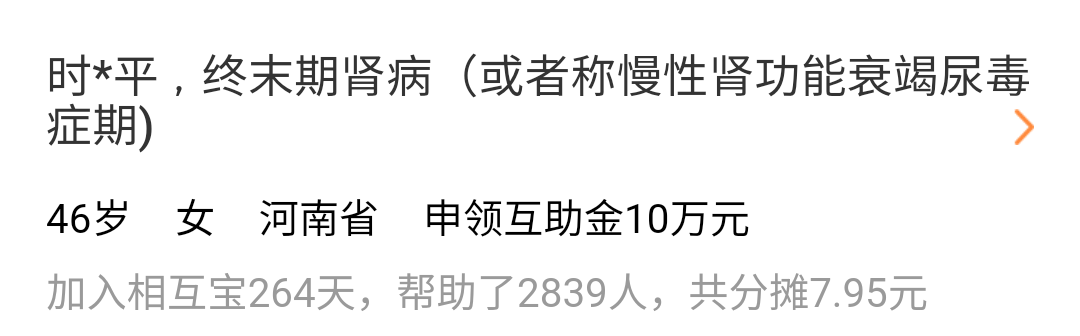 时*平，终末期肾病（或者称慢性肾功能衰竭尿毒
症期)
46岁 女 河南省 申领互助金10万元
加入相互宝264天，帮助了2839人，共分摊7.95元